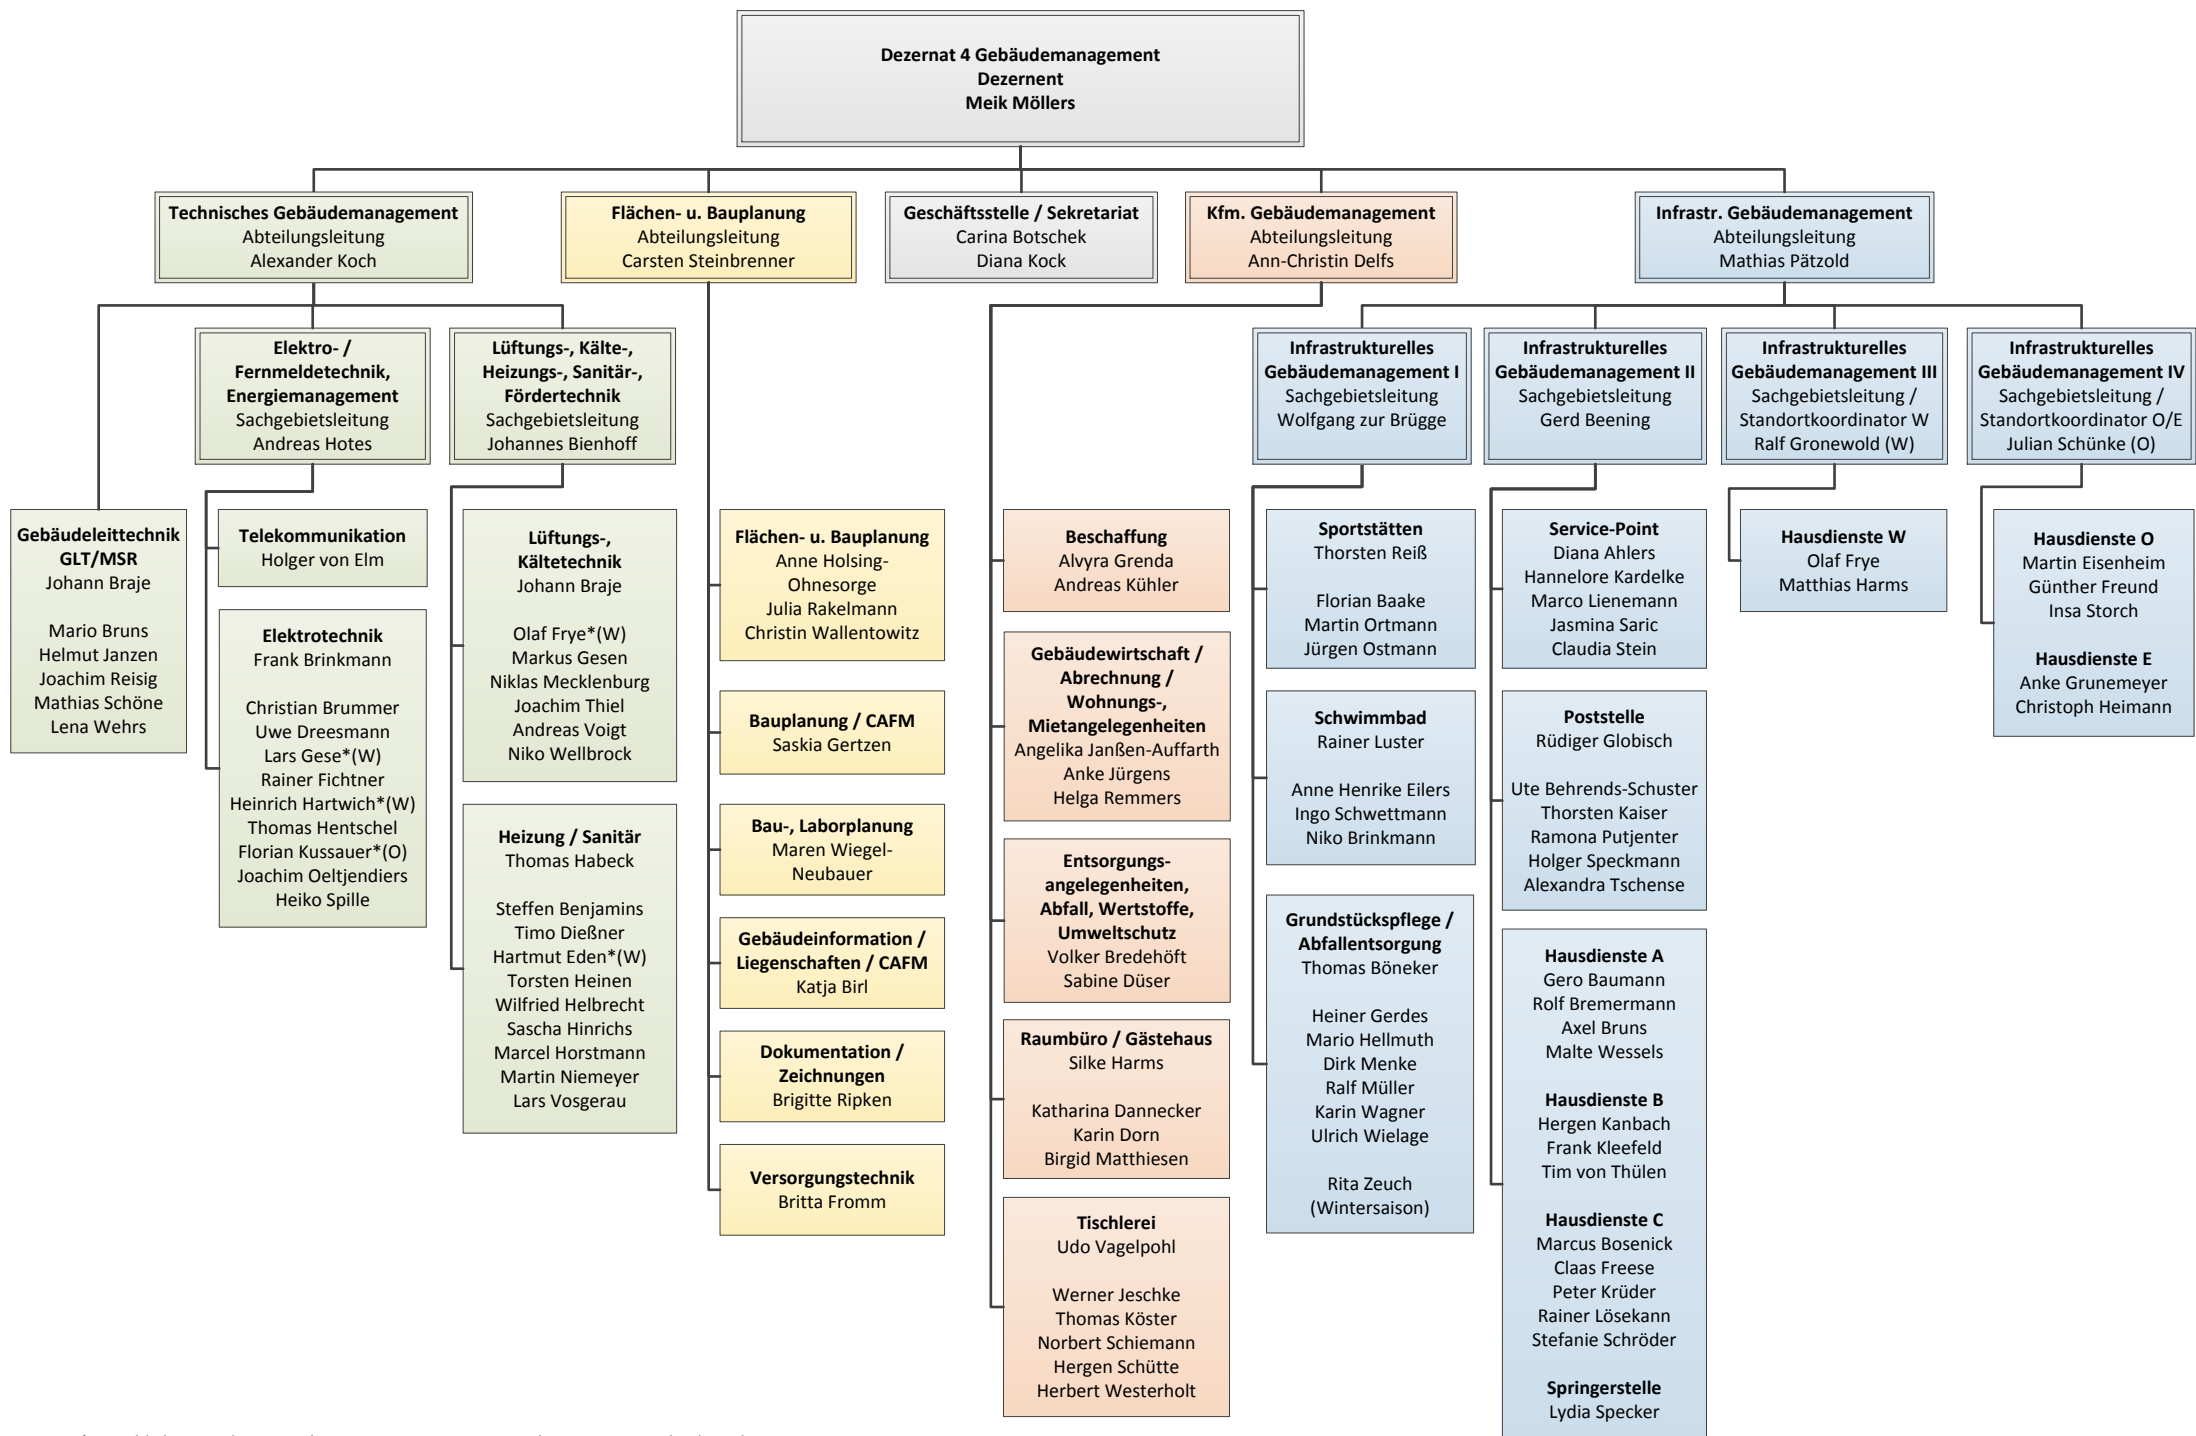 Dezernat 4 Gebäudemanagement
Dezernent
Meik Möllers
Technisches Gebäudemanagement
Abteilungsleitung
Alexander Koch
Flächen- u. Bauplanung
Abteilungsleitung
Carsten Steinbrenner
Geschäftsstelle / Sekretariat
Carina Botschek
Diana Kock
Kfm. Gebäudemanagement
Abteilungsleitung
Ann-Christin Delfs
Infrastr. Gebäudemanagement
Abteilungsleitung
Mathias Pätzold
Elektro- /
Fernmeldetechnik,
Energiemanagement
Sachgebietsleitung
Andreas Hotes
Lüftungs-, Kälte-,
Heizungs-, Sanitär-,
Fördertechnik
Sachgebietsleitung
Johannes Bienhoff
Infrastrukturelles
Gebäudemanagement I
Sachgebietsleitung
Wolfgang zur Brügge
Infrastrukturelles
Gebäudemanagement II
Sachgebietsleitung
Gerd Beening
Infrastrukturelles
Gebäudemanagement III
Sachgebietsleitung /
Standortkoordinator W
Ralf Gronewold (W)
Infrastrukturelles
Gebäudemanagement IV
Sachgebietsleitung /
Standortkoordinator O/E
Julian Schünke (O)
Gebäudeleittechnik
GLT/MSR
Johann Braje
Mario Bruns
Helmut Janzen
Joachim Reisig
Mathias Schöne
Lena Wehrs
Telekommunikation
Holger von Elm
Elektrotechnik
Frank Brinkmann
Christian Brummer
Uwe Dreesmann
Lars Gese*(W)
Rainer Fichtner
Heinrich Hartwich*(W)
Thomas Hentschel
Florian Kussauer*(O)
Joachim Oeltjendiers
Heiko Spille
Lüftungs-,
Kältetechnik
Johann Braje
Olaf Frye*(W)
Markus Gesen
Niklas Mecklenburg
Joachim Thiel
Andreas Voigt
Niko Wellbrock
Heizung / Sanitär
Thomas Habeck
Steffen Benjamins
Timo Dießner
Hartmut Eden*(W)
Torsten Heinen
Wilfried Helbrecht
Sascha Hinrichs
Marcel Horstmann
Martin Niemeyer
Lars Vosgerau
Flächen- u. Bauplanung
Anne Holsing-
Ohnesorge
Julia Rakelmann
Christin Wallentowitz
Bauplanung / CAFM
Saskia Gertzen
Bau-, Laborplanung
Maren Wiegel-
Neubauer
Gebäudeinformation /
Liegenschaften / CAFM
Katja Birl
Dokumentation /
Zeichnungen
Brigitte Ripken
Versorgungstechnik
Britta Fromm
Beschaffung
Alvyra Grenda
Andreas Kühler
Gebäudewirtschaft /
Abrechnung /
Wohnungs-,
Mietangelegenheiten
Angelika Janßen-Auffarth
Anke Jürgens
Helga Remmers
Entsorgungs-
angelegenheiten,
Abfall, Wertstoffe,
Umweltschutz
Volker Bredehöft
Sabine Düser
Raumbüro / Gästehaus
Silke Harms
Katharina Dannecker
Karin Dorn
Birgid Matthiesen
Tischlerei
Udo Vagelpohl
Werner Jeschke
Thomas Köster
Norbert Schiemann
Hergen Schütte
Herbert Westerholt
Sportstätten
Thorsten Reiß
Florian Baake
Martin Ortmann
Jürgen Ostmann
Schwimmbad
Rainer Luster
Anne Henrike Eilers
Ingo Schwettmann
Niko Brinkmann
Grundstückspflege /
Abfallentsorgung
Thomas Böneker
Heiner Gerdes
Mario Hellmuth
Dirk Menke
Ralf Müller
Karin Wagner
Ulrich Wielage
Rita Zeuch
(Wintersaison)
Service-Point
Diana Ahlers
Hannelore Kardelke
Marco Lienemann
Jasmina Saric
Claudia Stein
Poststelle
Rüdiger Globisch
Ute Behrends-Schuster
Thorsten Kaiser
Ramona Putjenter
Holger Speckmann
Alexandra Tschense
Hausdienste A
Gero Baumann
Rolf Bremermann
Axel Bruns
Malte Wessels
Hausdienste B
Hergen Kanbach
Frank Kleefeld
Tim von Thülen
Hausdienste C
Marcus Bosenick
Claas Freese
Peter Krüder
Rainer Lösekann
Stefanie Schröder
Springerstelle
Lydia Specker
Hausdienste W
Olaf Frye
Matthias Harms
Hausdienste O
Martin Eisenheim
Günther Freund
Insa Storch
Hausdienste E
Anke Grunemeyer
Christoph Heimann